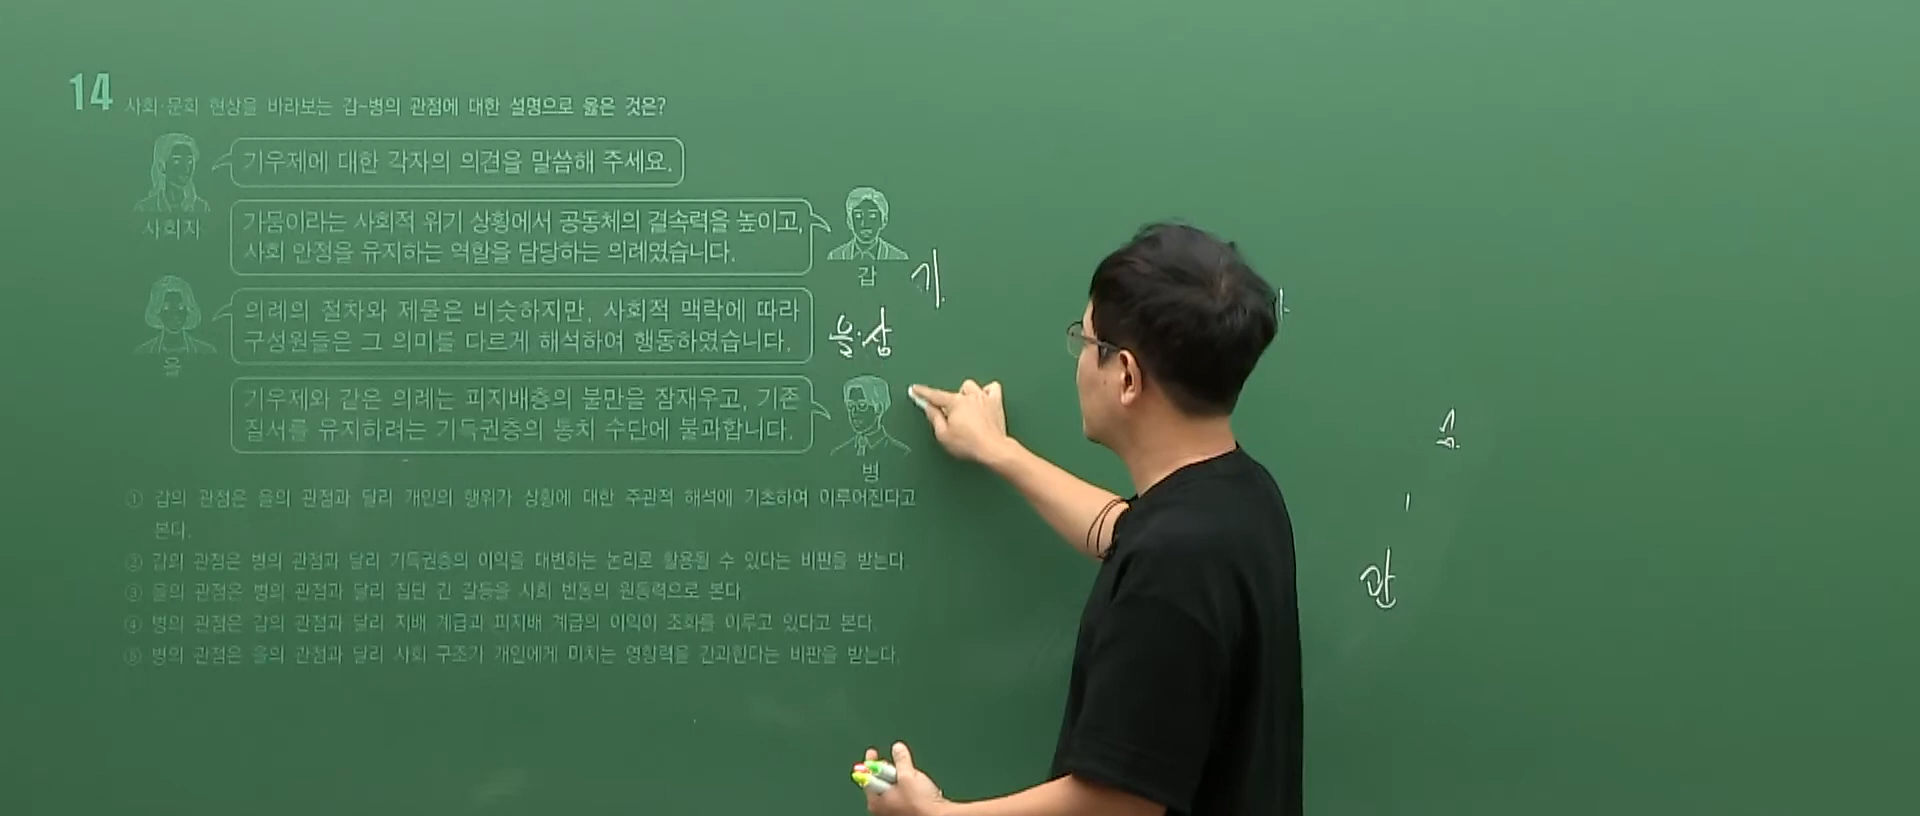 14 사회·문화 현상을 바라보는 갑~병의 관점에 대한 설명으로 옳은 것은?
기우제에 대한 각자의 의견을 말씀해 주세요.
사회자
가뭄이라는 사회적 위기 상황에서 공동체의 결속력을 높이고,
사회 안정을 유지하는 역할을 담당하는 의례였습니다.
갑 기.
의례의 절차와 제물은 비슷하지만, 사회적 맥락에 따라
구성원들은 그 의미를 다르게 해석하여 행동하였습니다.
을
을.상
기우제와 같은 의례는 피지배층의 불만을 잠재우고, 기존
질서를 유지하려는 기득권층의 통치 수단에 불과합니다.
병
① 갑의 관점은 을의 관점과 달리 개인의 행위가 상황에 대한 주관적 해석에 기초하여 이루어진다고
본다.
② 갑의 관점은 병의 관점과 달리 기득권층의 이익을 대변하는 논리로 활용될 수 있다는 비판을 받는다.
③ 을의 관점은 병의 관점과 달리 집단 간 갈등을 사회 변동의 원동력으로 본다.
④ 병의 관점은 갑의 관점과 달리 지배 계급과 피지배 계급의 이익이 조화를 이루고 있다고 본다.
⑤ 병의 관점은 을의 관점과 달리 사회 구조가 개인에게 미치는 영향력을 간과한다는 비판을 받는다.
관